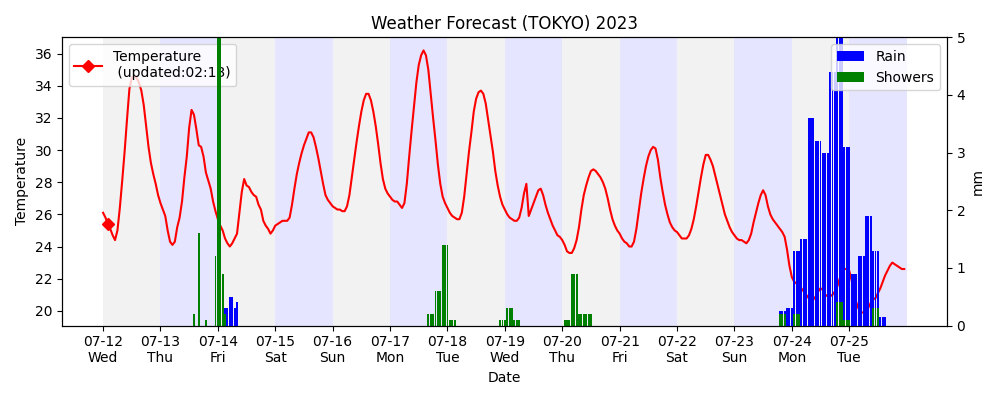 Weather Forecast (TOKYO) 2023
Temperature
(updated:02:13)
Rain
Showers
Temperature
36
34
32
30
28
26
24
22
20
5
4
3
2
1
0
mm
07-12 07-13 07-14 07-15 07-16 07-17 07-18 07-19 07-20 07-21 07-22 07-23 07-24 07-25
Wed Thu Fri Sat Sun Mon Tue Wed Thu Fri Sat Sun Mon Tue
Date